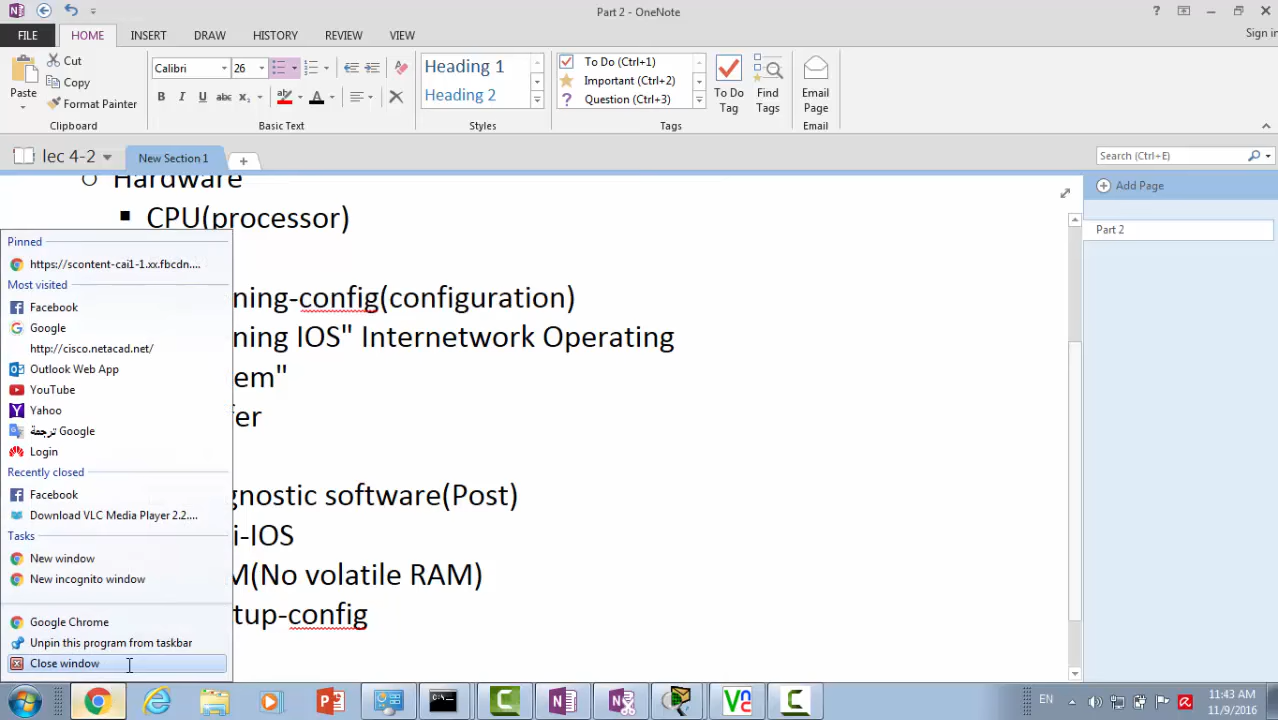 Part 2 - OneNote
FILE HOME INSERT DRAW HISTORY REVIEW VIEW
Sign in
Paste
Cut
Copy
Format Painter
Clipboard
Calibri 26
B I U abc x₂ A
Basic Text
Heading 1
Heading 2
Styles
To Do (Ctrl+1)
Important (Ctrl+2)
Question (Ctrl+3)
Tags
To Do
Tag
Find
Tags
Email
Page
Email
lec 4-2
New Section 1
Search (Ctrl+E)
Add Page
Part 2
Hardware
CPU(processor)
ning-config(configuration)
ning IOS" Internetwork Operating
em"
fer
gnostic software(Post)
i-IOS
M(No volatile RAM)
tup-config
Pinned
https://scontent-cai1-1.xx.fbcdn....
Most visited
Facebook
Google
http://cisco.netacad.net/
Outlook Web App
YouTube
Yahoo
ترجمة Google
Login
Recently closed
Facebook
Download VLC Media Player 2.2....
Tasks
New window
New incognito window
Google Chrome
Unpin this program from taskbar
Close window
EN
11:43 AM
11/9/2016